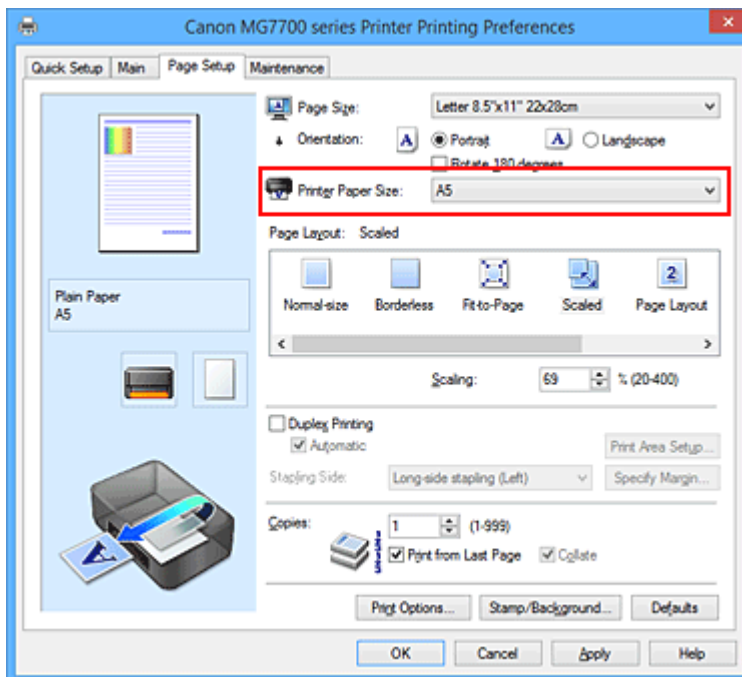 Canon MG7700 series Printer Printing Preferences
Quick Setup Main Page Setup Maintenance
Page Size: Letter 8.5"x11" 22x28cm
Orientation: A Portrait A Landscape
Rotate 180 degrees
Printer Paper Size: A5
Page Layout: Scaled
Normal-size Borderless Fit-to-Page Scaled Page Layout
Plain Paper
A5
Scaling: 69 % (20-400)
Duplex Printing
Automatic
Print Area Setup...
Stapling Side: Long-side stapling (Left) Specify Margin...
Copies: 1 (1-999)
Print from Last Page Collate
Print Options... Stamp/Background... Defaults
OK Cancel Apply Help